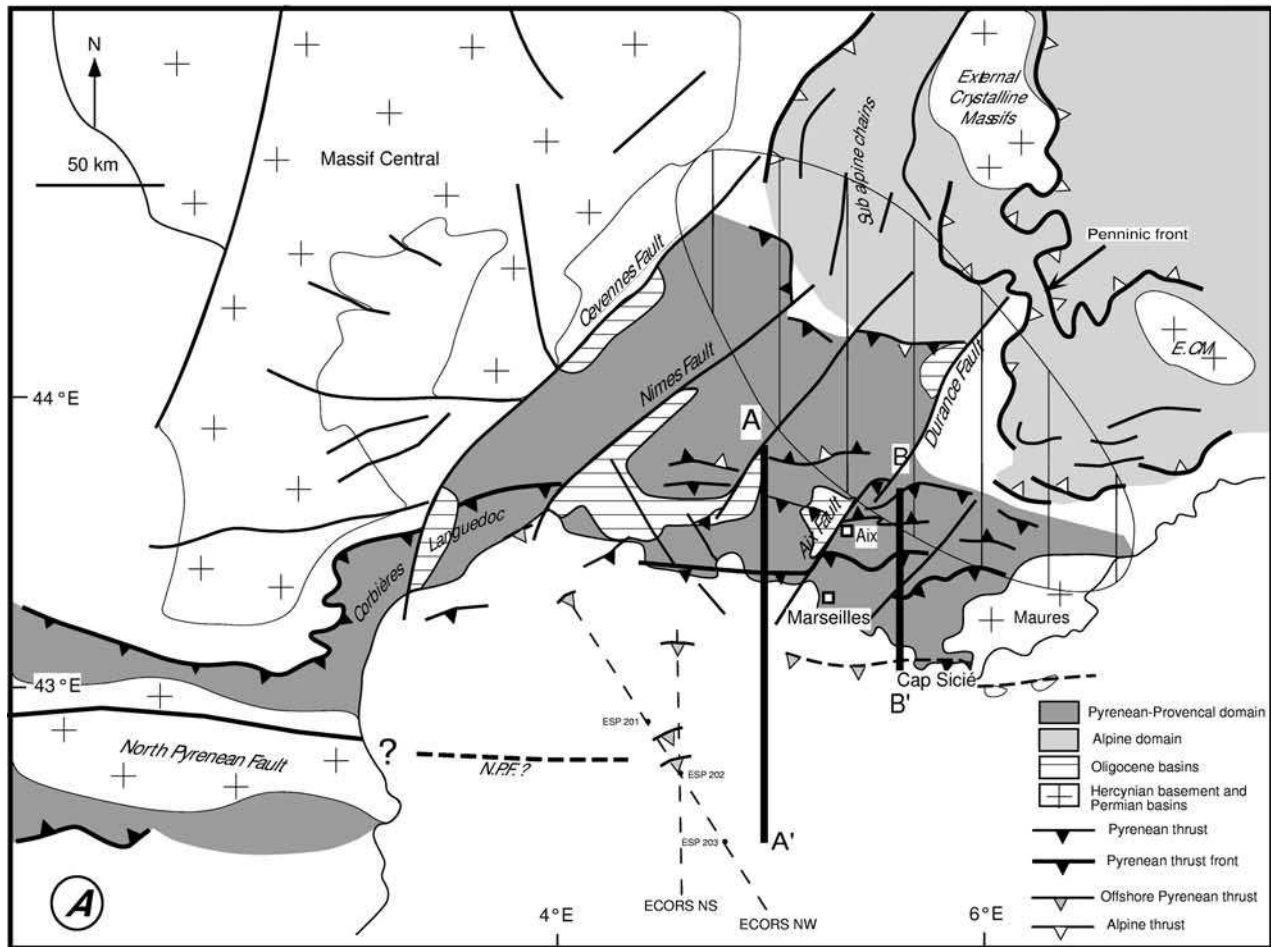 N
50 km
Massif Central
External
Crystalline
Massifs
Sub alpine chains
Penninic front
E.CM
Cevennes Fault
Nimes Fault
Durance Fault
44 °E
A
B
Aix Fault
Aix
Languedoc
Corbières
Marseilles
Maures
43 °N
Cap Sicié
B'
ESP 201
?
North Pyrenean Fault
N.P.F. ?
ESP 202
ESP 203
A'
ECORS NS
ECORS NW
4 °E
6 °E
Pyrenean-Provencal domain
Alpine domain
Oligocene basins
Hercynian basement and
Permian basins
Pyrenean thrust
Pyrenean thrust front
Offshore Pyrenean thrust
Alpine thrust
A